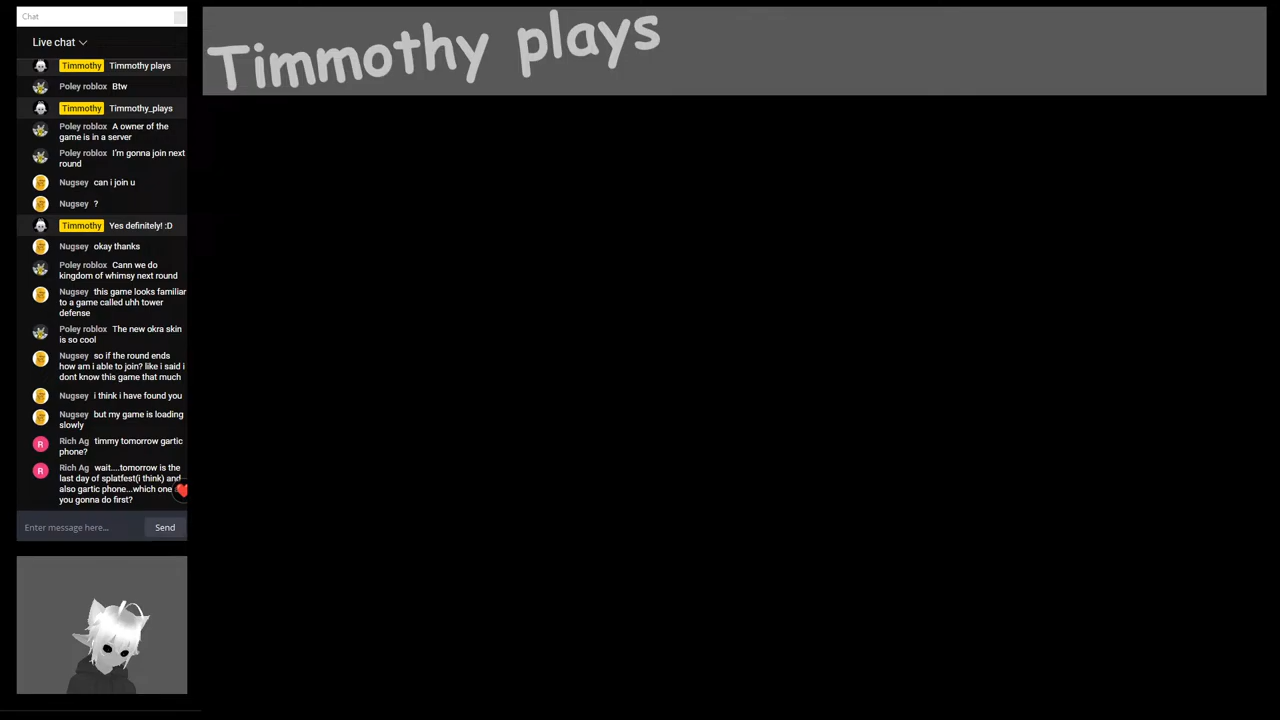 Chat
Timmothy plays
Live chat
Timmothy Timmothy plays
Poley roblox Btw
Timmothy Timmothy_plays
Poley roblox A owner of the
game is in a server
Poley roblox I'm gonna join next
round
Nugsey can i join u
Nugsey ?
Timmothy Yes definitely! :D
Nugsey okay thanks
Poley roblox Cann we do
kingdom of whimsy next round
Nugsey this game looks familiar
to a game called uhh tower
defense
Poley roblox The new okra skin
is so cool
Nugsey so if the round ends
how am i able to join? like i said i
dont know this game that much
Nugsey i think i have found you
Nugsey but my game is loading
slowly
R Rich Ag timmy tomorrow gartic
phone?
R Rich Ag wait....tomorrow is the
last day of splatfest(i think) and
also gartic phone...which one
you gonna do first?
Enter message here... Send